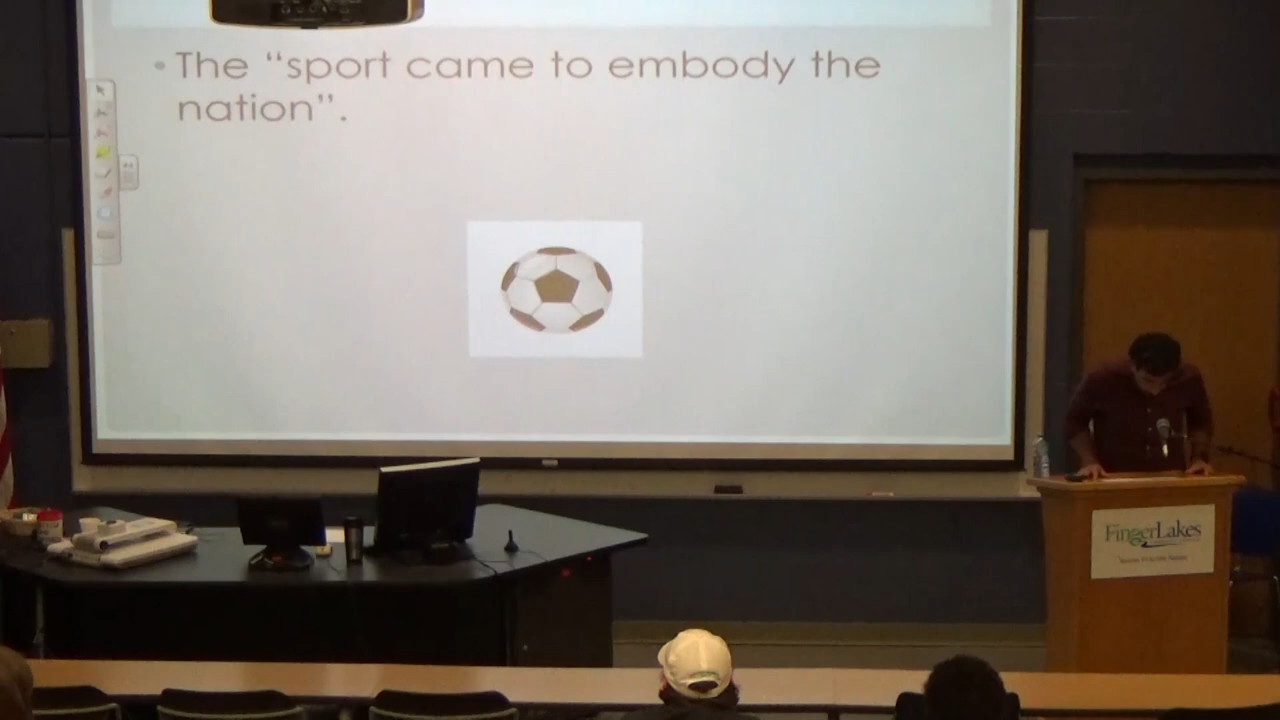 • The “sport came to embody the
nation”.
FingerLakes